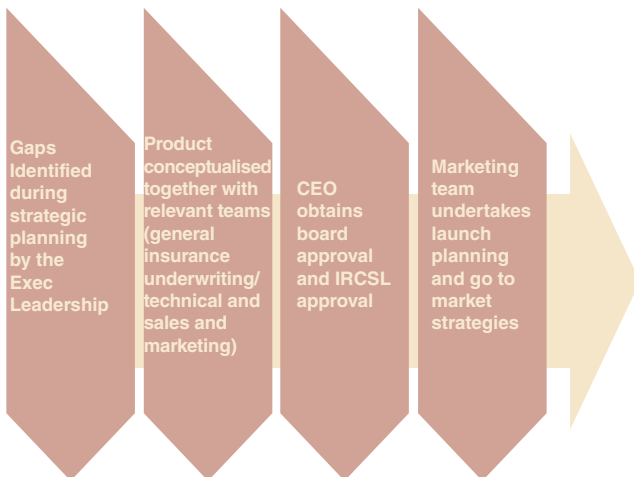 Gaps
Identified
during
strategic
planning
by the
Exec
Leadership
Product
conceptualised
together with
relevant teams
(general
insurance
underwriting/
technical and
sales and
marketing)
CEO
obtains
board
approval
and IRCSL
approval
Marketing
team
undertakes
launch
planning
and go to
market
strategies